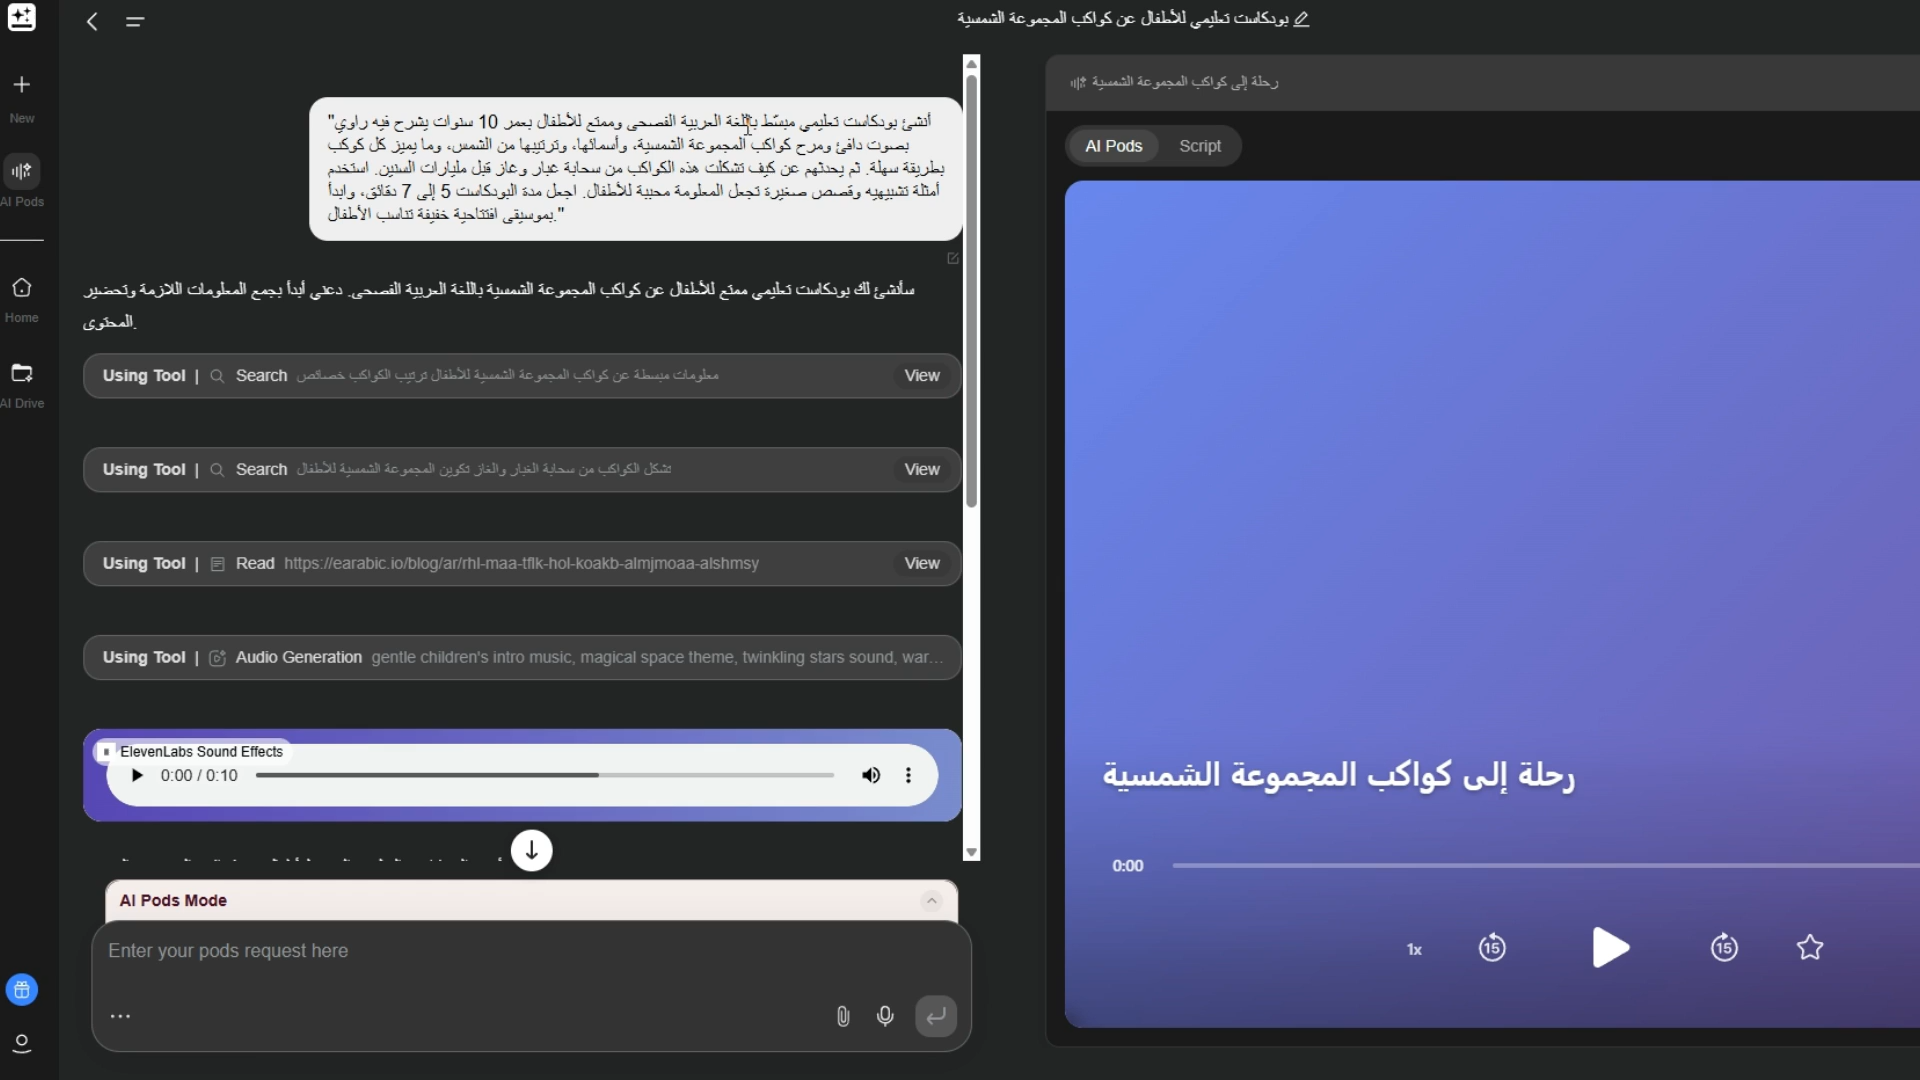 بودكاست تعليمي للأطفال عن كواكب المجموعة الشمسية
New
AI Pods
Home
AI Drive
"أنشئ بودكاست تعليمي مبسّط باللغة العربية الفصحى وممتع للأطفال بعمر 10 سنوات يشرح فيه راوي
بصوت دافئ ومرح كواكب المجموعة الشمسية، وأسمائها، وترتيبها من الشمس، وما يميز كل كوكب
بطريقة سهلة. ثم يحدثهم عن كيف تشكلت هذه الكواكب من سحابة غبار وغاز قبل مليارات السنين. استخدم
أمثلة تشبيهيه وقصص صغيرة تجعل المعلومة محببة للأطفال. اجعل مدة البودكاست 5 إلى 7 دقائق، وابدأ
بموسيقى افتتاحية خفيفة تناسب الأطفال."
سأنشئ لك بودكاست تعليمي ممتع للأطفال عن كواكب المجموعة الشمسية باللغة العربية الفصحى. دعني أبدأ بجمع المعلومات اللازمة وتحضير
المحتوى.
Using Tool | Search معلومات مبسطة عن كواكب المجموعة الشمسية للأطفال ترتيب الكواكب خصائص View
Using Tool | Search تشكل الكواكب من سحابة الغبار والغاز تكوين المجموعة الشمسية للأطفال View
Using Tool | Read https://earabic.io/blog/ar/rhl-maa-tflk-hol-koakb-almjmoaa-alshmsy View
Using Tool | Audio Generation gentle children's intro music, magical space theme, twinkling stars sound, war...
ElevenLabs Sound Effects
0:00 / 0:10
AI Pods Mode
Enter your pods request here
رحلة إلى كواكب المجموعة الشمسية
AI Pods Script
رحلة إلى كواكب المجموعة الشمسية
0:00
1x 15 15